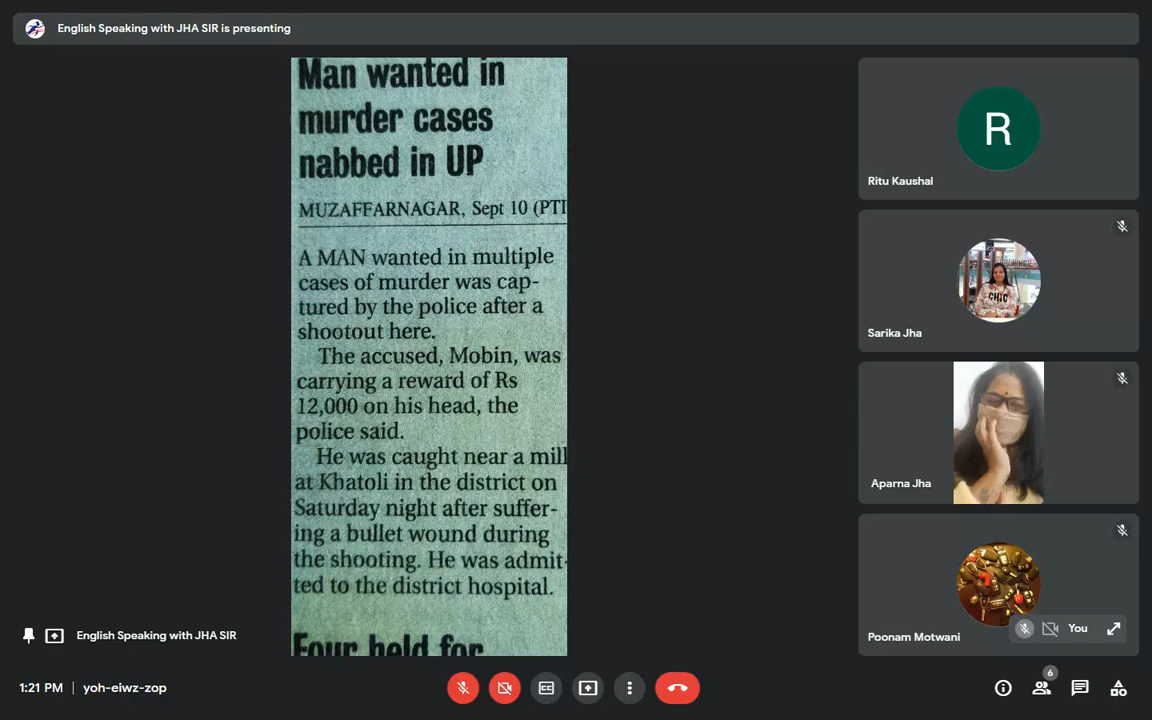 English Speaking with JHA SIR is presenting
Man wanted in
murder cases
nabbed in UP
MUZAFFARNAGAR, Sept 10 (PTI
A MAN wanted in multiple
cases of murder was cap-
tured by the police after a
shootout here.
The accused, Mobin, was
carrying a reward of Rs
12,000 on his head, the
police said.
He was caught near a mill
at Khatoli in the district on
Saturday night after suffer-
ing a bullet wound during
the shooting. He was admit-
ted to the district hospital.
Four held for
R
Ritu Kaushal
CHIC
Sarika Jha
Aparna Jha
Poonam Motwani
You
English Speaking with JHA SIR
1:21 PM | yoh-eiwz-zop
CC
6